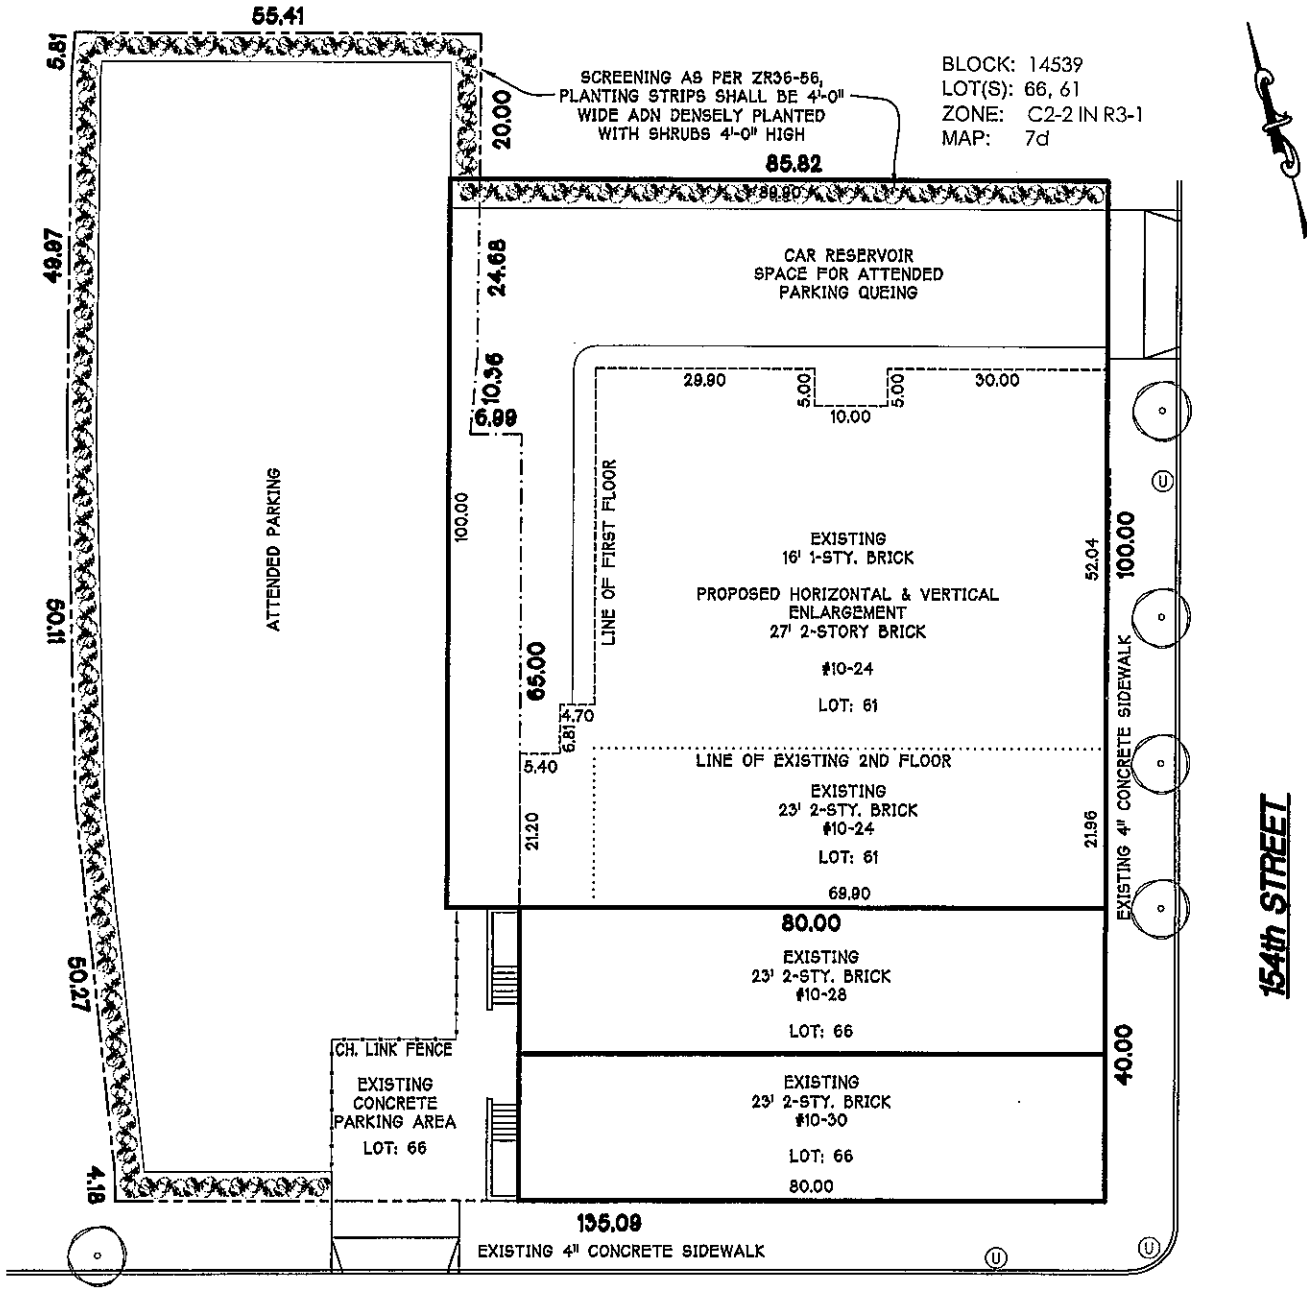 55.41
5.81
20.00
SCREENING AS PER ZR36-56,
PLANTING STRIPS SHALL BE 4'-0"
WIDE ADN DENSELY PLANTED
WITH SHRUBS 4'-0" HIGH
BLOCK: 14539
LOT(S): 66, 61
ZONE: C2-2 IN R3-1
MAP: 7d
85.82
89.90
49.97
24.68
CAR RESERVOIR
SPACE FOR ATTENDED
PARKING QUEING
10.36
6.99
29.90
5.00
10.00
5.00
30.00
ATTENDED PARKING
100.00
LINE OF FIRST FLOOR
EXISTING
16' 1-STY. BRICK
PROPOSED HORIZONTAL & VERTICAL
ENLARGEMENT
27' 2-STORY BRICK
#10-24
LOT: 61
52.04
100.00
U
65.00
4.70
6.81
5.40
21.20
LINE OF EXISTING 2ND FLOOR
EXISTING
23' 2-STY. BRICK
#10-24
LOT: 61
69.90
21.96
EXISTING 4" CONCRETE SIDEWALK
154th STREET
50.27
80.00
EXISTING
23' 2-STY. BRICK
#10-28
LOT: 66
40.00
CH. LINK FENCE
EXISTING
CONCRETE
PARKING AREA
LOT: 66
EXISTING
23' 2-STY. BRICK
#10-30
LOT: 66
80.00
4.18
135.09
EXISTING 4" CONCRETE SIDEWALK
U
U